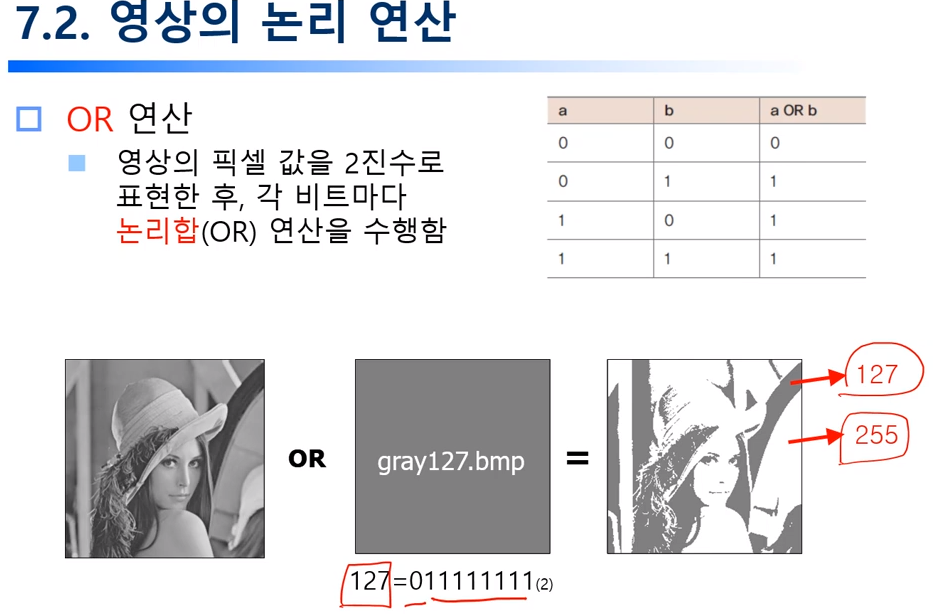 7.2. 영상의 논리 연산
OR 연산
영상의 픽셀 값을 2진수로
표현한 후, 각 비트마다
논리합(OR) 연산을 수행함
a b a OR b
0 0 0
0 1 1
1 0 1
1 1 1
OR
gray127.bmp
=
127
255
127=011111111(2)